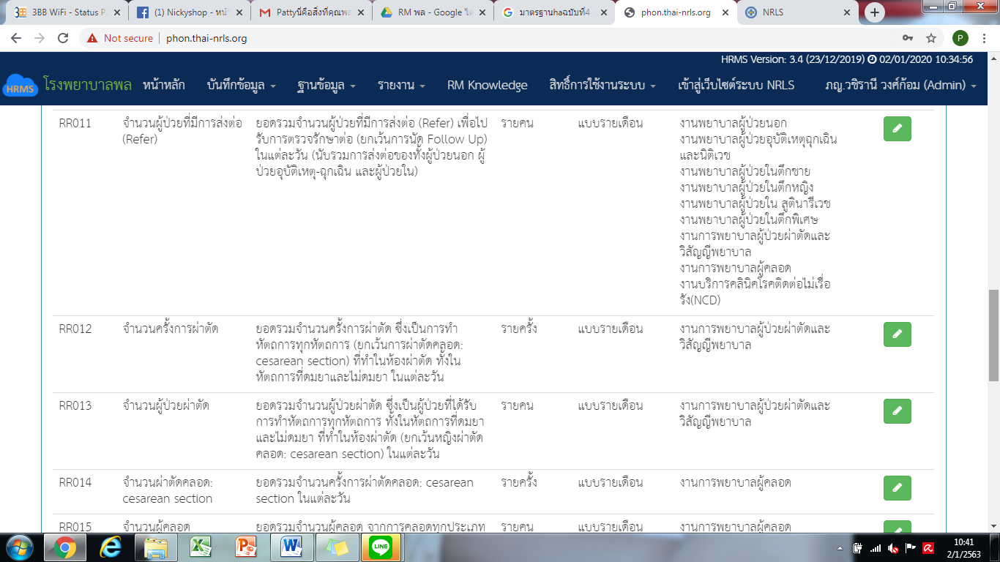 3BB WiFi - Status P
(1) Nickyshop - หน้
Pattyนี่คือสิ่งที่คุณพล
RM พล - Google ไ
มาตรฐานhaฉบับที่4
phon.thai-nrls.org
NRLS
Not secure
phon.thai-nrls.org
P
HRMS Version: 3.4 (23/12/2019) 02/01/2020 10:34:56
HRMS โรงพยาบาลพล หน้าหลัก บันทึกข้อมูล ฐานข้อมูล รายงาน RM Knowledge สิทธิ์การใช้งานระบบ เข้าสู่เว็บไซต์ระบบ NRLS ภญ.วชิรานี วงศ์ก้อม (Admin)
RR011 จำนวนผู้ป่วยที่มีการส่งต่อ ยอดรวมจำนวนผู้ป่วยที่มีการส่งต่อ (Refer) เพื่อไป รายคน แบบรายเดือน งานพยาบาลผู้ป่วยนอก
(Refer) รับการตรวจรักษาต่อ (ยกเว้นการนัด Follow Up) งานพยาบาลผู้ป่วยอุบัติเหตุฉุกเฉิน
ในแต่ละวัน (นับรวมการส่งต่อของทั้งผู้ป่วยนอก ผู้ และนิติเวช
ป่วยอุบัติเหตุ-ฉุกเฉิน และผู้ป่วยใน) งานพยาบาลผู้ป่วยในตึกชาย
งานพยาบาลผู้ป่วยในตึกหญิง
งานพยาบาลผู้ป่วยใน สูตินารีเวช
งานพยาบาลผู้ป่วยในตึกพิเศษ
งานการพยาบาลผู้ป่วยผ่าตัดและ
วิสัญญีพยาบาล
งานการพยาบาลผู้คลอด
งานบริการคลินิคโรคติดต่อไม่เรื่อ
รัง(NCD)
RR012 จำนวนครั้งการผ่าตัด ยอดรวมจำนวนครั้งการผ่าตัด ซึ่งเป็นการทำ รายครั้ง แบบรายเดือน งานการพยาบาลผู้ป่วยผ่าตัดและ
หัตถการทุกหัตถการ (ยกเว้นการผ่าตัดคลอด: วิสัญญีพยาบาล
cesarean section) ที่ทำในห้องผ่าตัด ทั้งใน
หัตถการที่ดมยาและไม่ดมยา ในแต่ละวัน
RR013 จำนวนผู้ป่วยผ่าตัด ยอดรวมจำนวนผู้ป่วยผ่าตัด ซึ่งเป็นผู้ป่วยที่ได้รับ รายคน แบบรายเดือน งานการพยาบาลผู้ป่วยผ่าตัดและ
การทำหัตถการทุกหัตถการ ทั้งในหัตถการที่ดมยา วิสัญญีพยาบาล
และไม่ดมยา ที่ทำในห้องผ่าตัด (ยกเว้นหญิงผ่าตัด
คลอด: cesarean section) ในแต่ละวัน
RR014 จำนวนผ่าตัดคลอด: ยอดรวมจำนวนครั้งการผ่าตัดคลอด: cesarean รายครั้ง แบบรายเดือน งานการพยาบาลผู้คลอด
cesarean section section ในแต่ละวัน
RR015 จำนวนผู้คลอด ยอดรวมจำนวนผู้คลอด จากการคลอดทุกประเภท รายคน แบบรายเดือน งานการพยาบาลผู้คลอด
LINE
10:41
2/1/2563